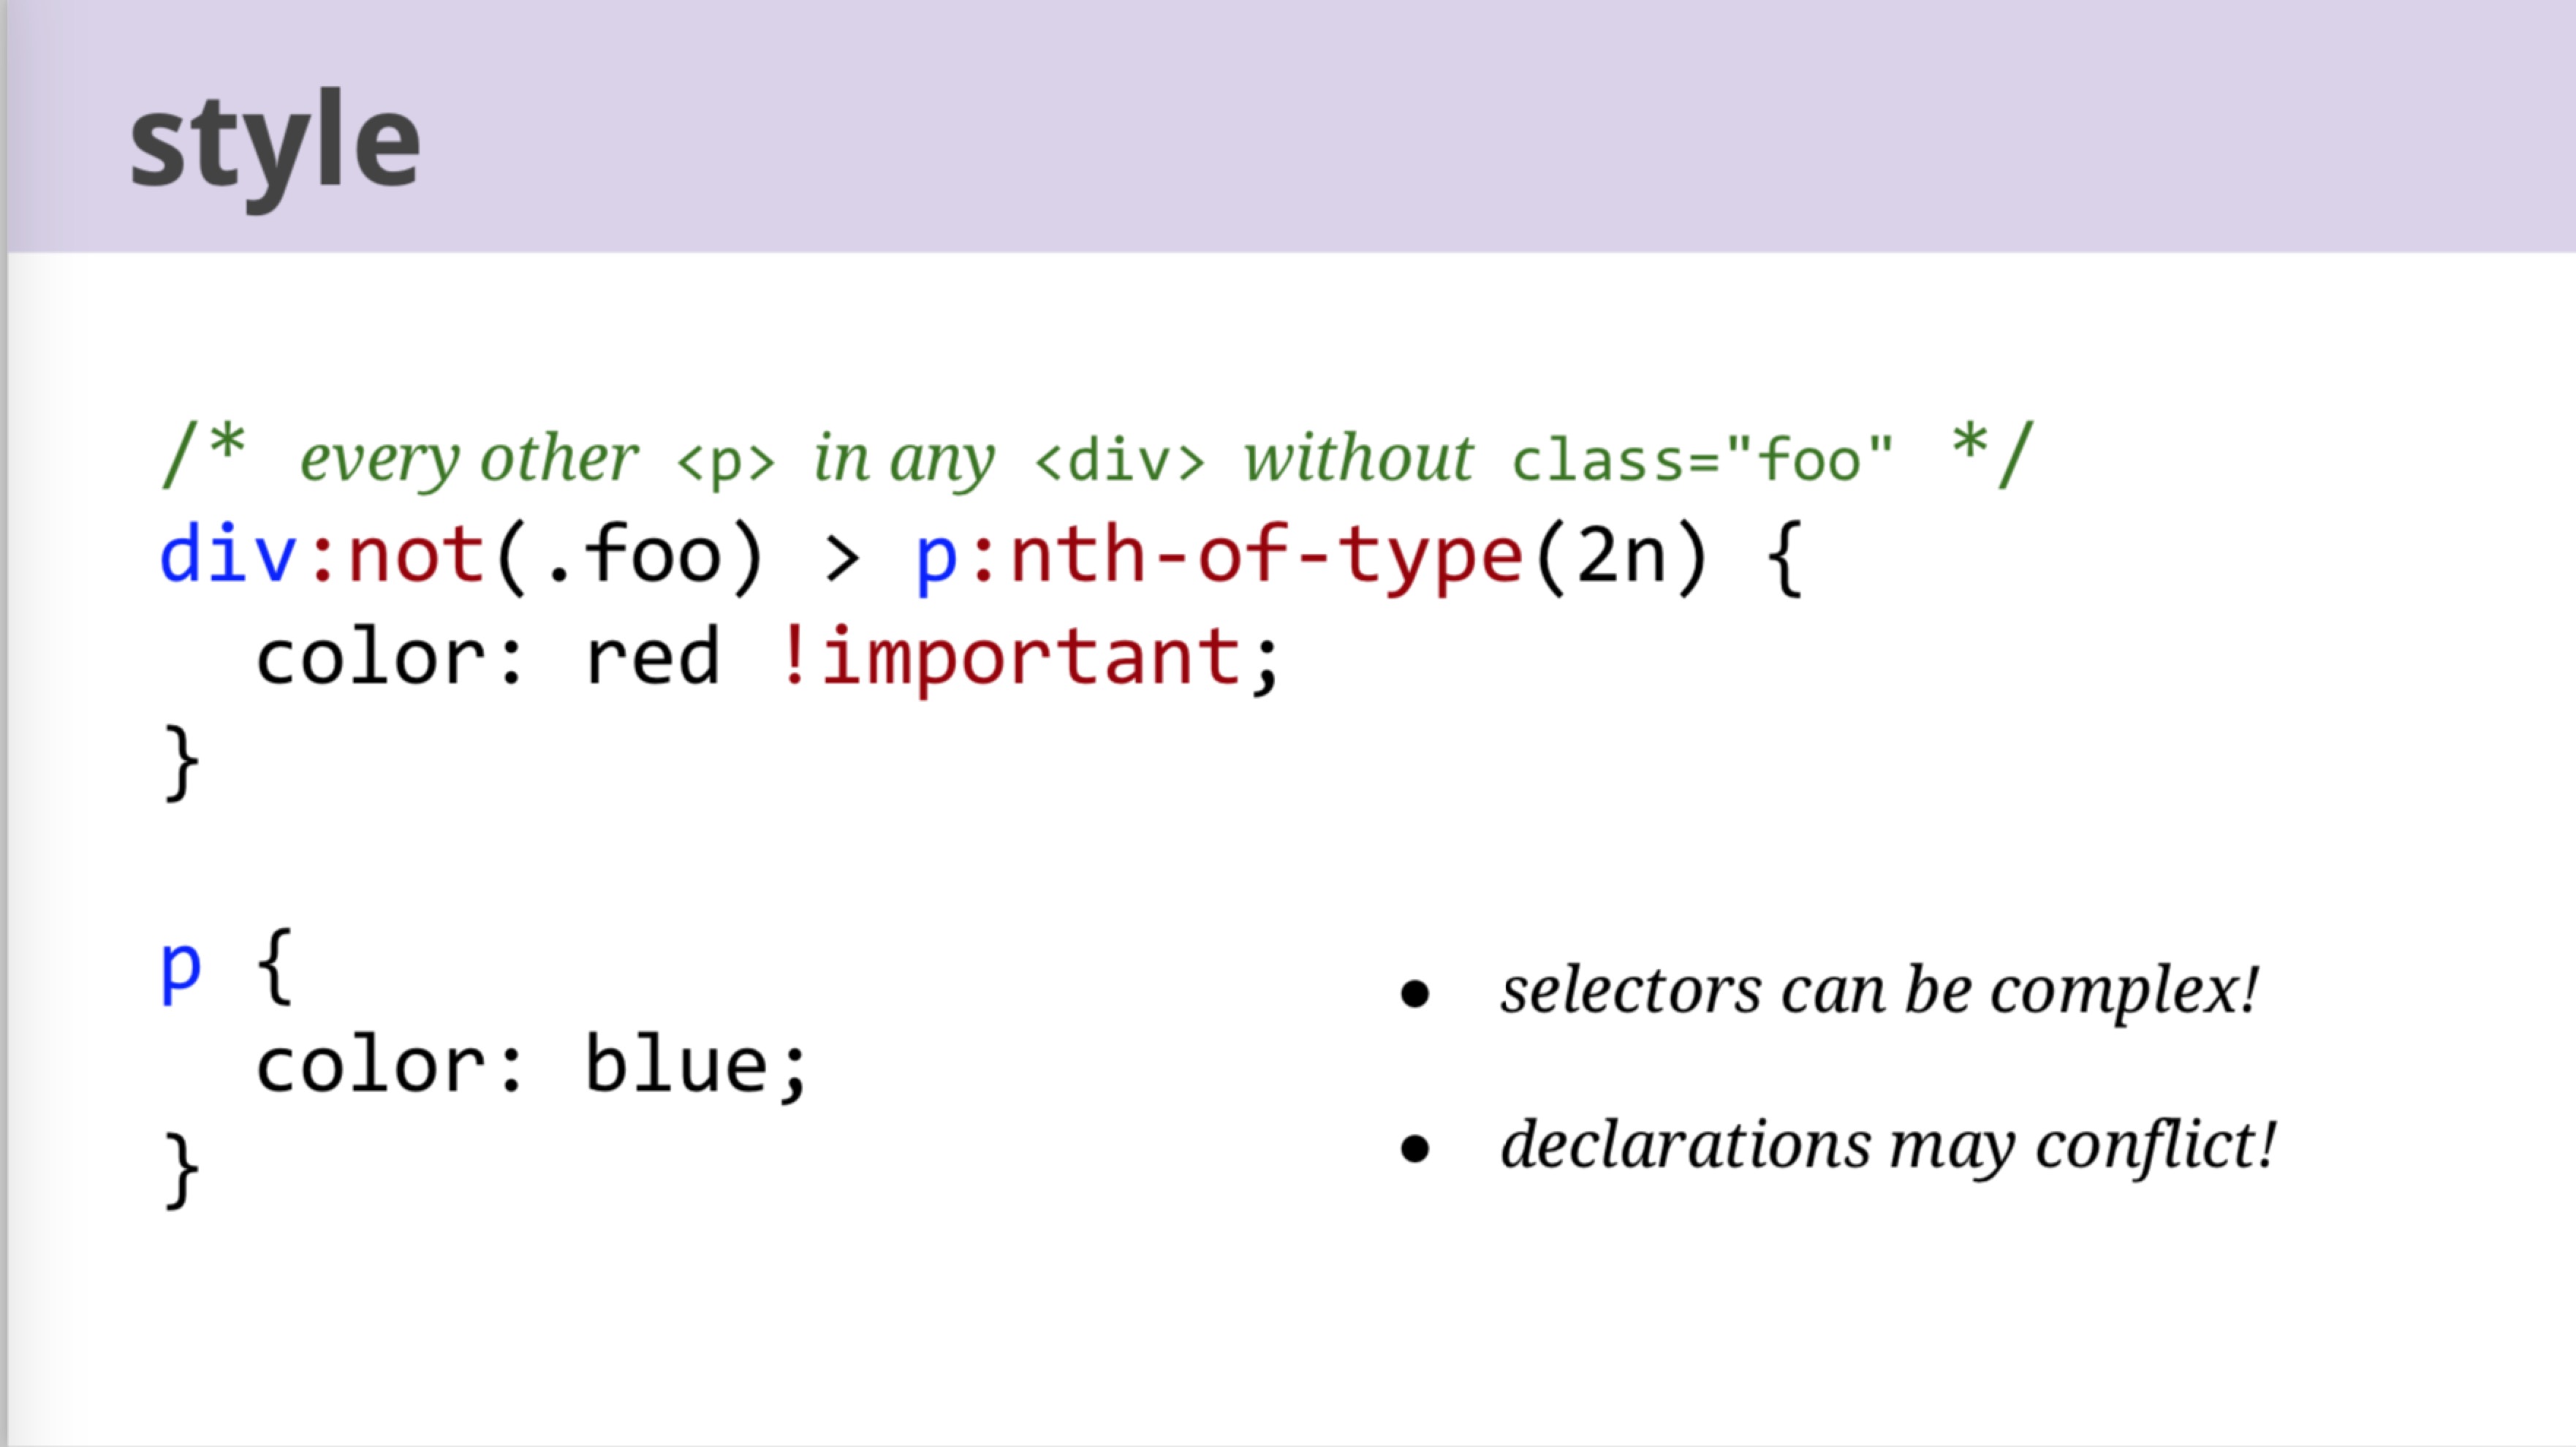 style
/* every other <p> in any <div> without class="foo" */
div:not(.foo) > p:nth-of-type(2n) {
  color: red !important;
}
p {
  color: blue;
}
● selectors can be complex!
● declarations may conflict!